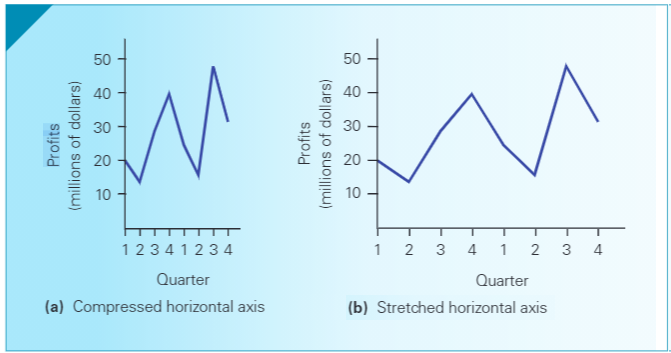 50
40
30
20
10
Profits
(millions of dollars)
1 2 3 4 1 2 3 4
Quarter
(a) Compressed horizontal axis
50
40
30
20
10
Profits
(millions of dollars)
1 2 3 4 1 2 3 4
Quarter
(b) Stretched horizontal axis